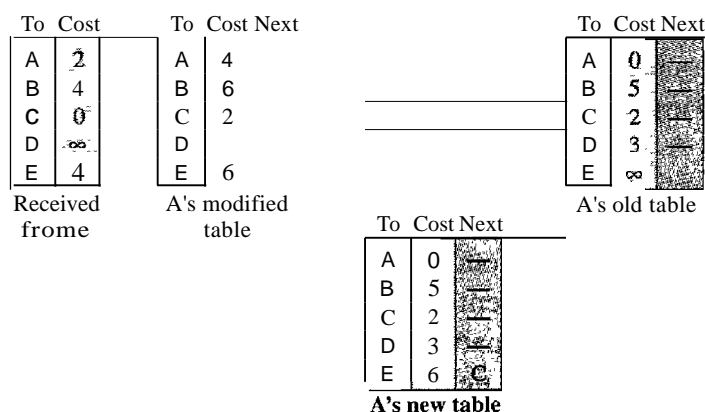 To Cost
A 2
B 4
C 0
D ∞
E 4
Received
frome
To Cost Next
A 4
B 6
C 2
D
E 6
A's modified
table
To Cost Next
A 0 —
B 5 —
C 2 —
D 3 —
E ∞
A's old table
To Cost Next
A 0 —
B 5 —
C 2 —
D 3 —
E 6 C
A's new table